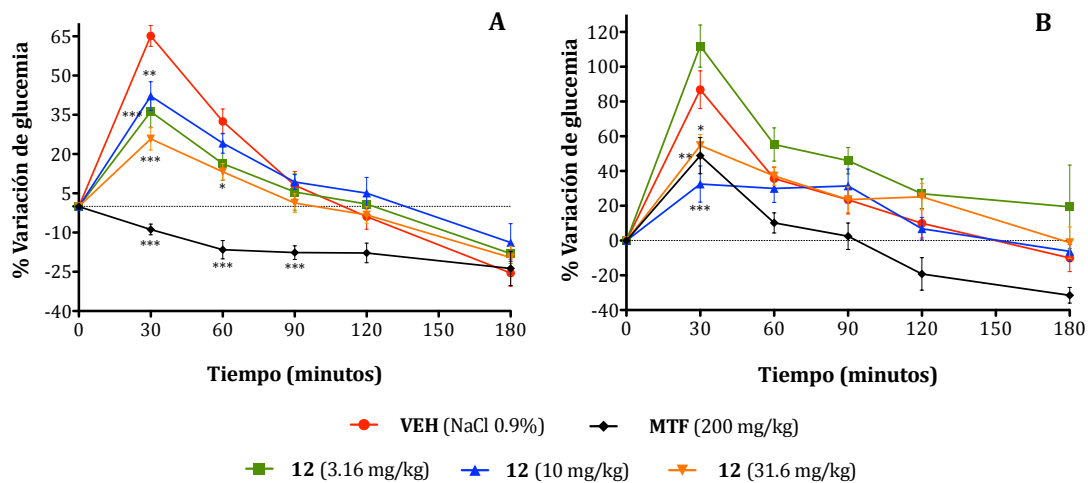 A
% Variación de glucemia
65
50
35
20
5
-10
-25
-40
**
***
***
*
***
***
***
0 30 60 90 120 150 180
Tiempo (minutos)
B
% Variación de glucemia
120
100
80
60
40
20
0
-20
-40
*
**
***
0 30 60 90 120 150 180
Tiempo (minutos)
VEH (NaCl 0.9%) MTF (200 mg/kg)
12 (3.16 mg/kg) 12 (10 mg/kg) 12 (31.6 mg/kg)